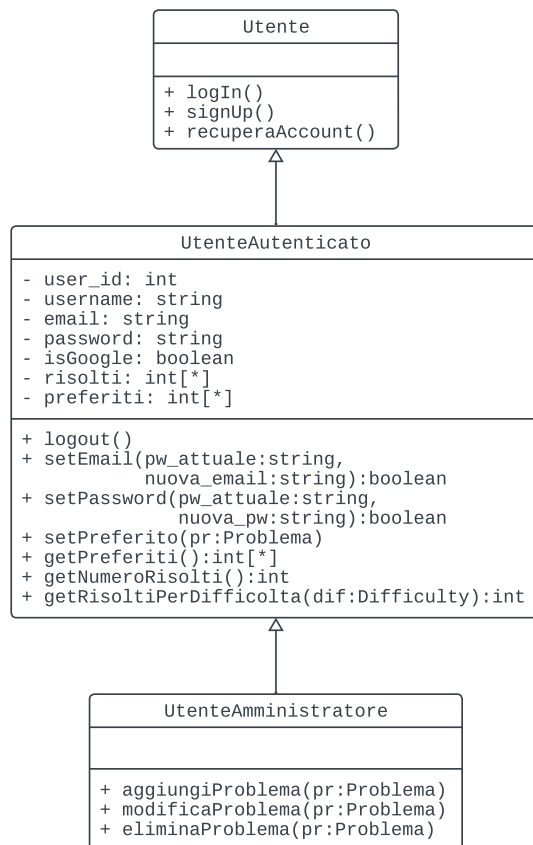 Utente
+ logIn()
+ signUp()
+ recuperaAccount()
UtenteAutenticato
- user_id: int
- username: string
- email: string
- password: string
- isGoogle: boolean
- risolti: int[*]
- preferiti: int[*]
+ logout()
+ setEmail(pw_attuale:string,
nuova_email:string):boolean
+ setPassword(pw_attuale:string,
nuova_pw:string):boolean
+ setPreferito(pr:Problema)
+ getPreferiti():int[*]
+ getNumeroRisolti():int
+ getRisoltiPerDifficolta(dif:Difficulty):int
UtenteAmministratore
+ aggiungiProblema(pr:Problema)
+ modificaProblema(pr:Problema)
+ eliminaProblema(pr:Problema)